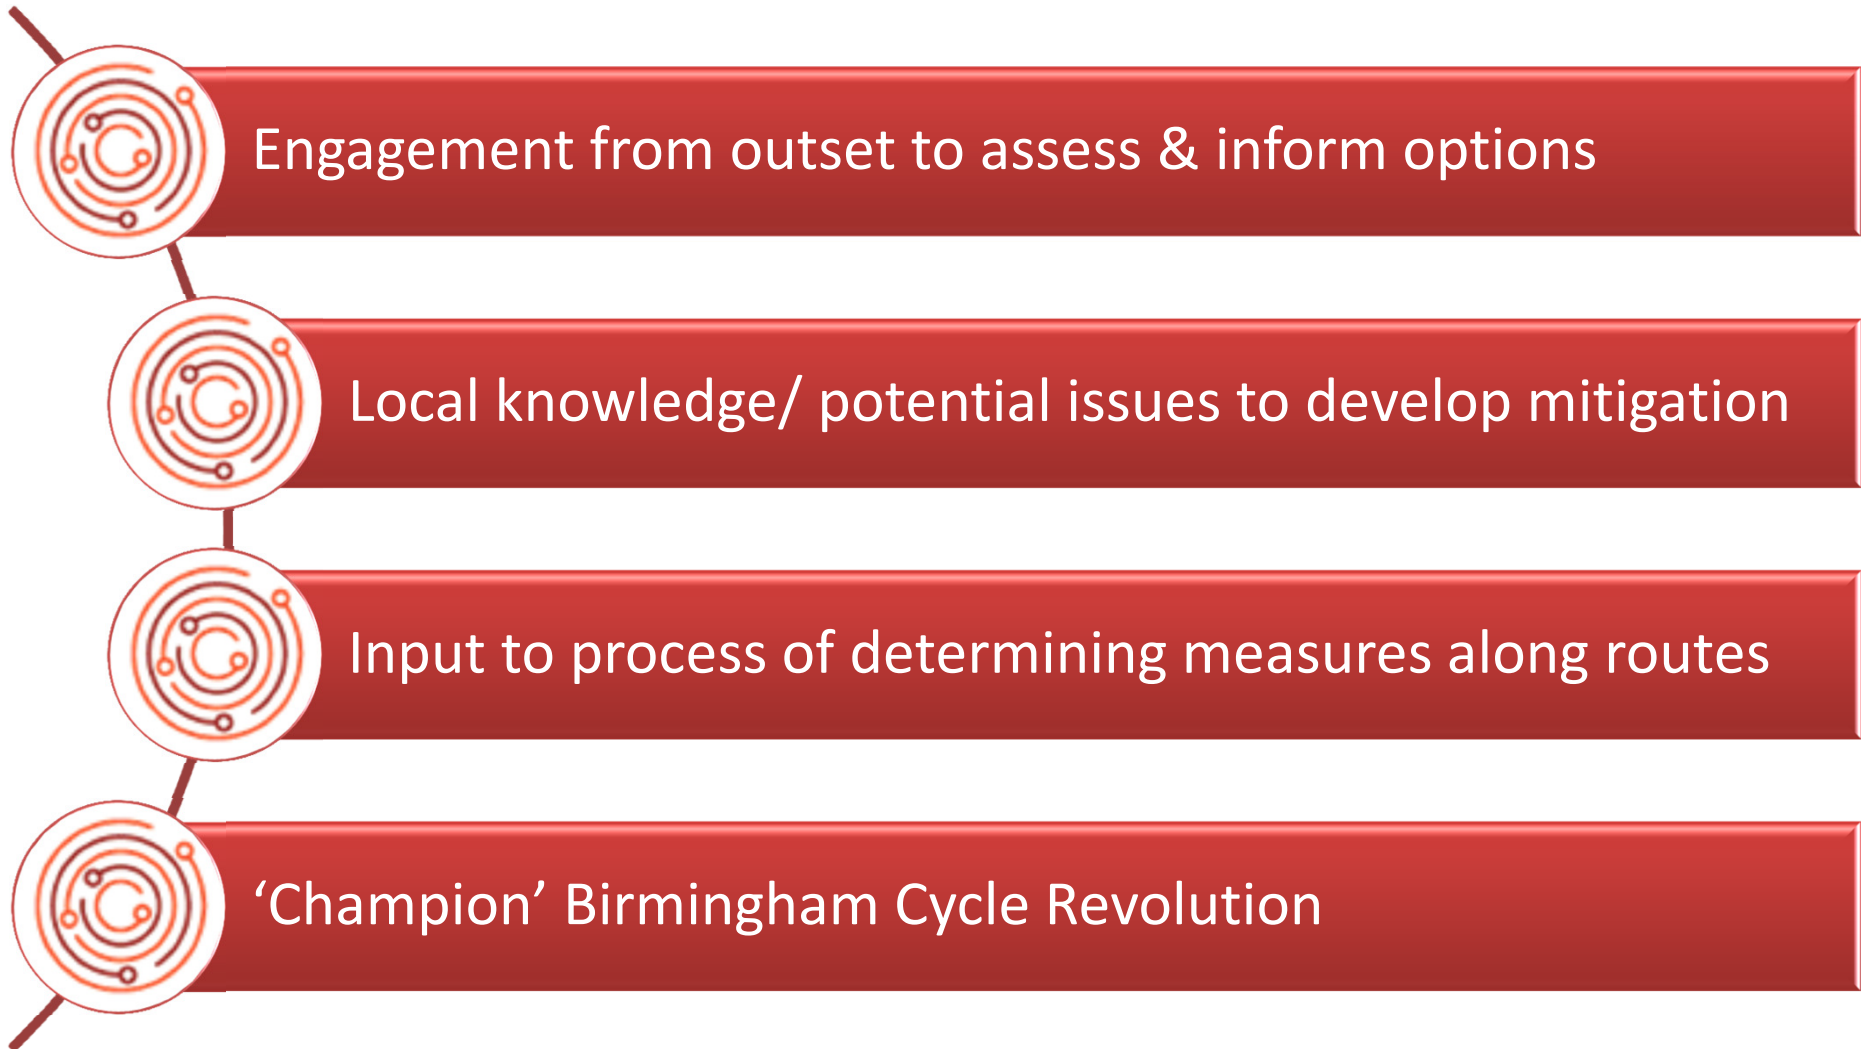 Engagement from outset to assess & inform options
Local knowledge/ potential issues to develop mitigation
Input to process of determining measures along routes
‘Champion’ Birmingham Cycle Revolution